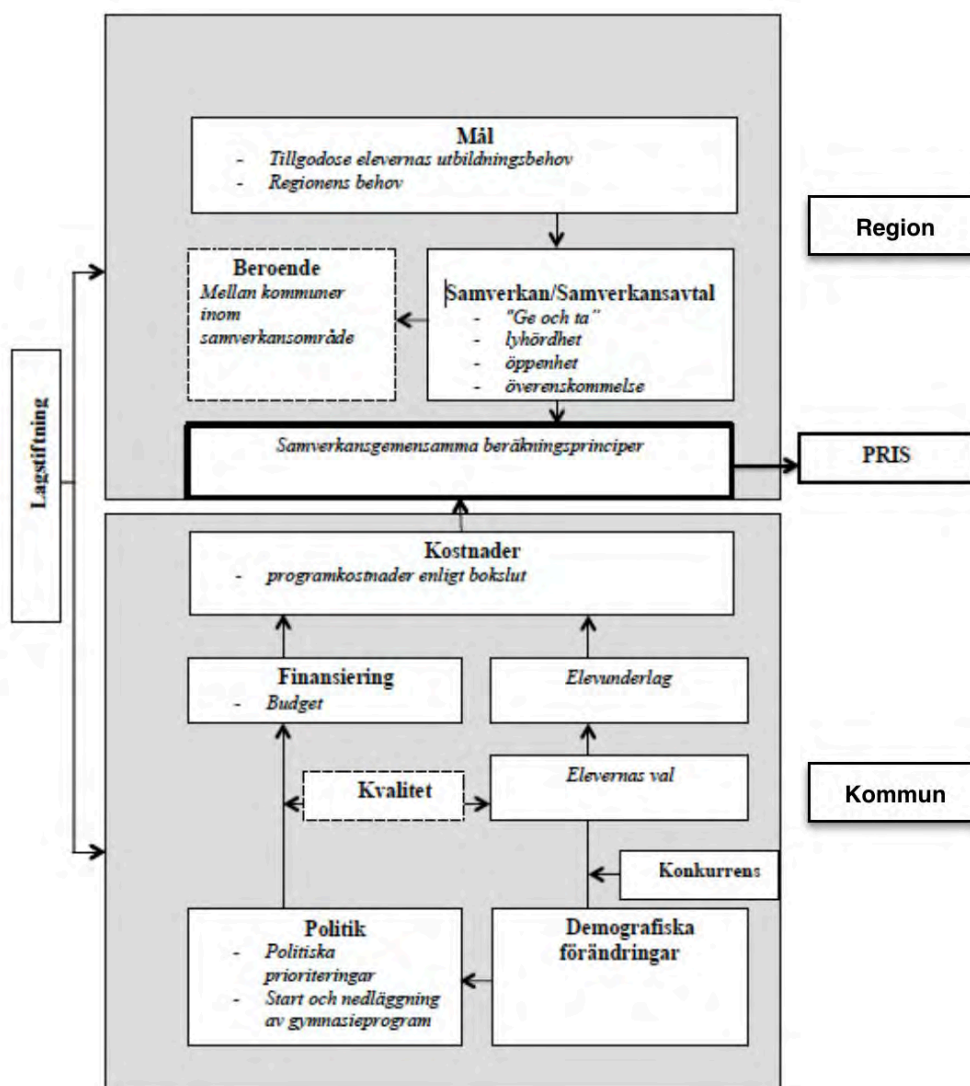 Mål
- Tillgodose elevernas utbildningsbehov
- Regionens behov
Region
Beroende
Mellan kommuner
inom
samverkansområde
Samverkan/Samverkansavtal
- "Ge och ta"
- lyhördhet
- öppenhet
- överenskommelse
Lagstiftning
Samverkansgemensamma beräkningsprinciper
PRIS
Kostnader
- programkostnader enligt bokslut
Finansiering
- Budget
Elevunderlag
Kvalitet
Elevernas val
Kommun
Konkurrens
Politik
- Politiska
prioriteringar
- Start och nedläggning
av gymnasieprogram
Demografiska
förändringar